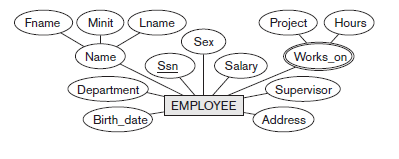 Fname Minit Lname Project Hours
Sex
Name Ssn Salary Works_on
Department Supervisor
EMPLOYEE
Birth_date Address